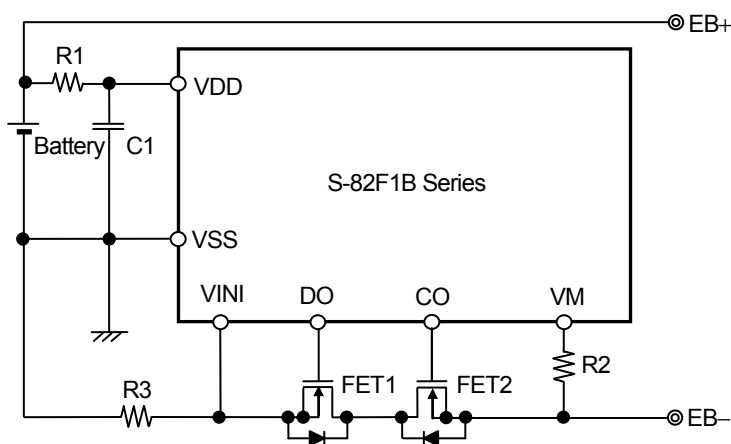 EB+
R1
VDD
Battery
C1
S-82F1B Series
VSS
VINI
DO
CO
VM
R2
R3
FET1
FET2
EB−